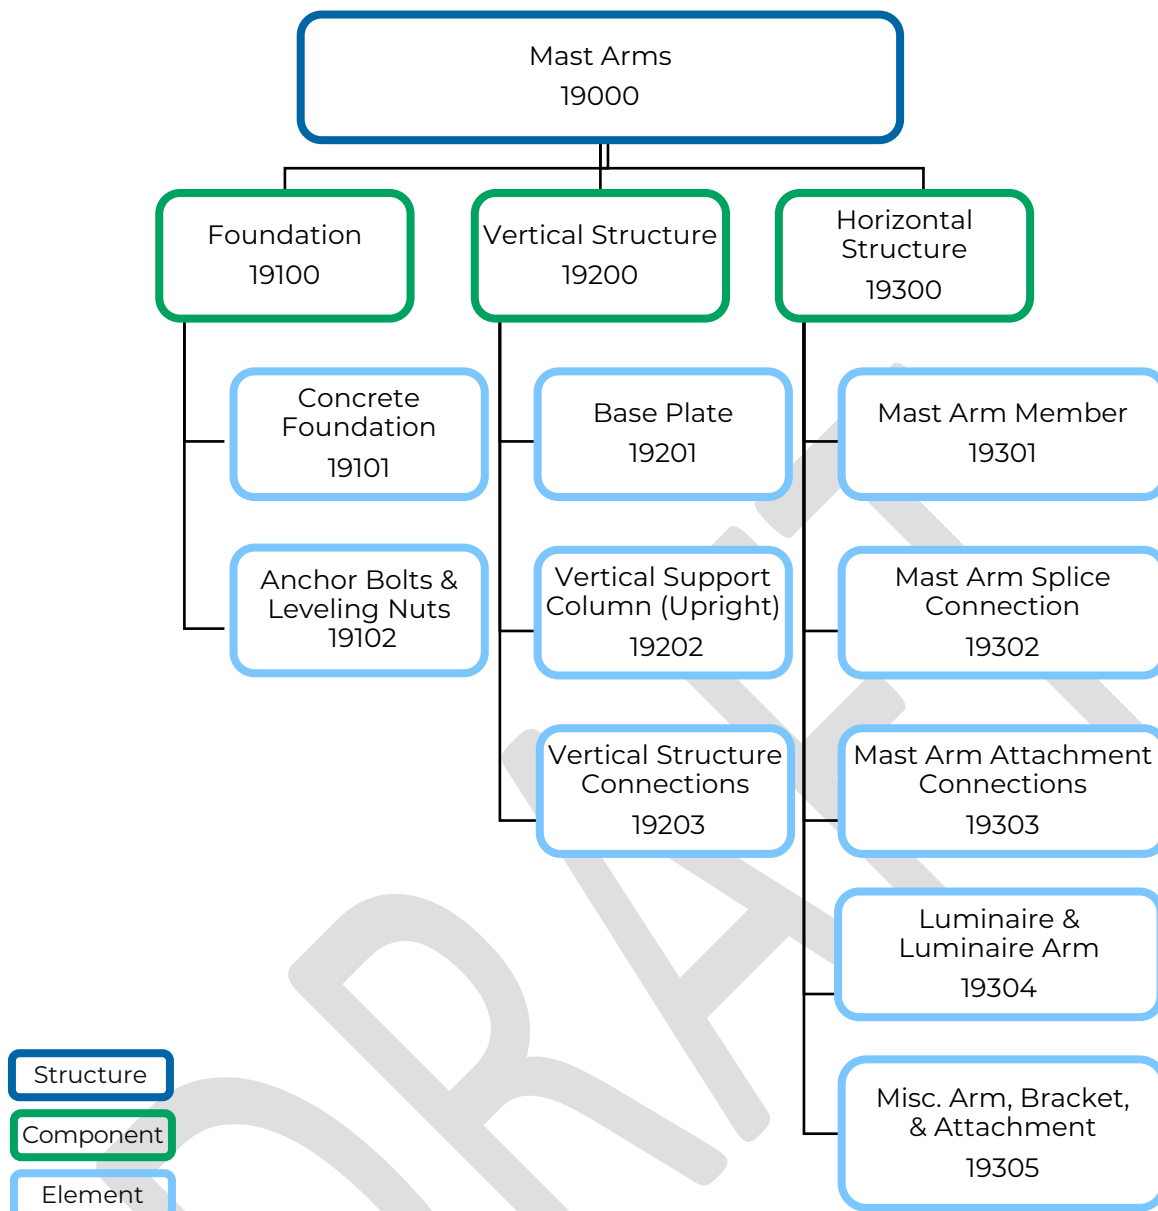 Mast Arms
19000
Foundation
19100
Vertical Structure
19200
Horizontal
Structure
19300
Concrete
Foundation
19101
Base Plate
19201
Mast Arm Member
19301
Anchor Bolts &
Leveling Nuts
19102
Vertical Support
Column (Upright)
19202
Mast Arm Splice
Connection
19302
Vertical Structure
Connections
19203
Mast Arm Attachment
Connections
19303
Luminaire &
Luminaire Arm
19304
Misc. Arm, Bracket,
& Attachment
19305
Structure
Component
Element
DRAFT